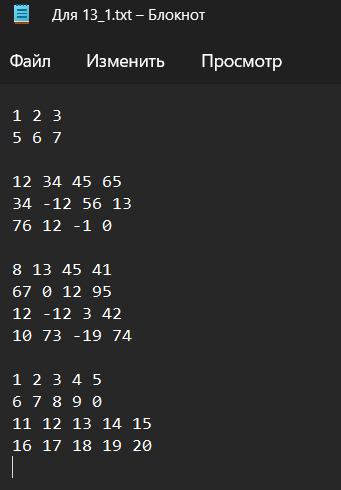 Для 13_1.txt – Блокнот
Файл Изменить Просмотр
1 2 3
5 6 7
12 34 45 65
34 -12 56 13
76 12 -1 0
8 13 45 41
67 0 12 95
12 -12 3 42
10 73 -19 74
1 2 3 4 5
6 7 8 9 0
11 12 13 14 15
16 17 18 19 20